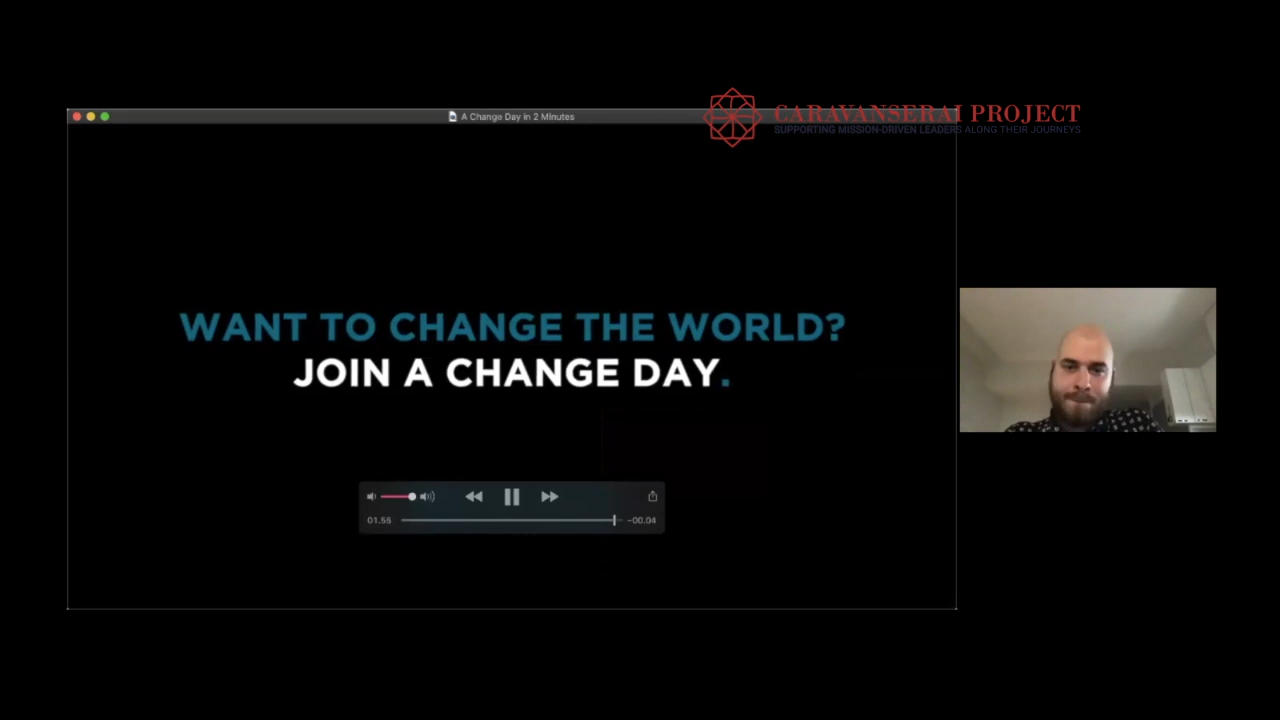 A Change Day in 2 Minutes
CARAVANSERAI PROJECT
SUPPORTING MISSION-DRIVEN LEADERS ALONG THEIR JOURNEYS
WANT TO CHANGE THE WORLD?
JOIN A CHANGE DAY.
01.56
-00.04